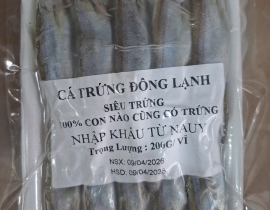 CÁ TRỨNG ĐÔNG LẠNH
SIÊU TRỨNG
100% CON NÀO CŨNG CÓ TRỨNG
NHẬP KHẨU TỪ NAUY
Trọng Lượng : 200G/VĨ
NSX: 09/04/2025
HSD: 09/04/2026